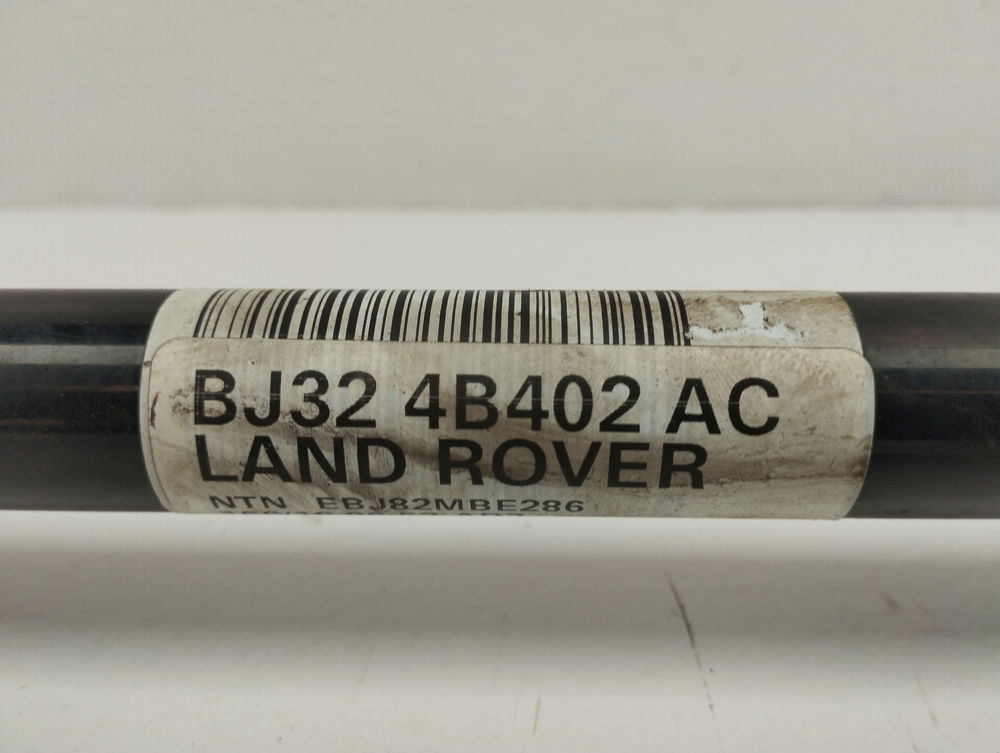 BJ32 4B402 AC
LAND ROVER
NTN EBJ82MBE286